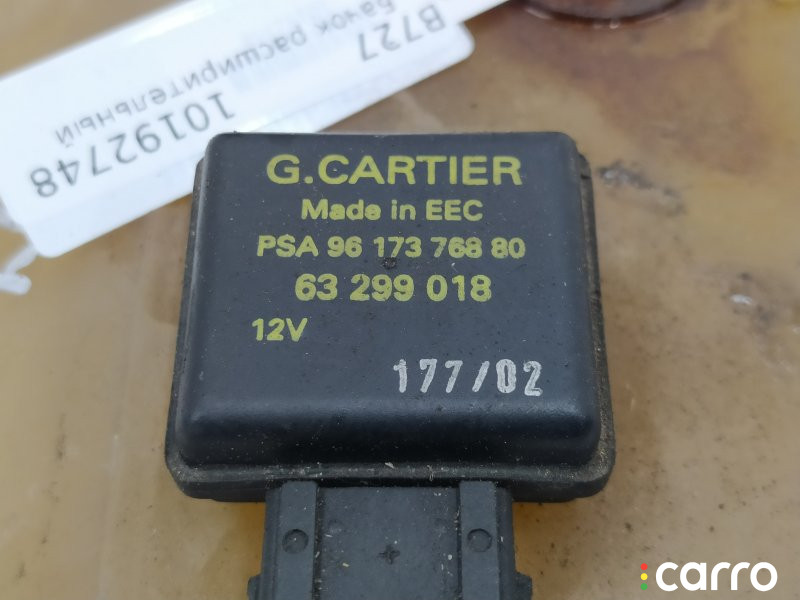 B727
бачок расширительный
10192748
G.CARTIER
Made in EEC
PSA 96 173 768 80
63 299 018
12V
177/02
carro